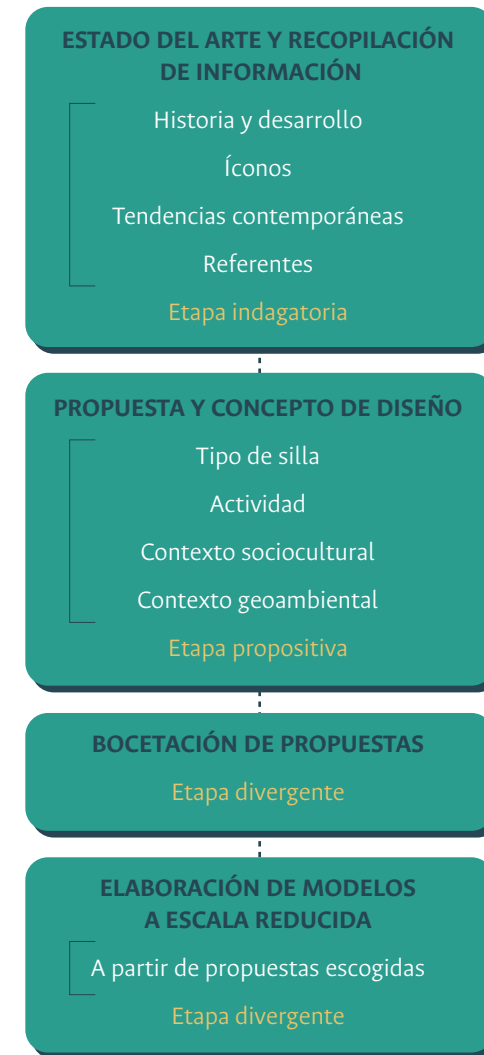 ESTADO DEL ARTE Y RECOPILACIÓN
DE INFORMACIÓN
Historia y desarrollo
Íconos
Tendencias contemporáneas
Referentes
Etapa indagatoria
PROPUESTA Y CONCEPTO DE DISEÑO
Tipo de silla
Actividad
Contexto sociocultural
Contexto geoambiental
Etapa propositiva
BOCETACIÓN DE PROPUESTAS
Etapa divergente
ELABORACIÓN DE MODELOS
A ESCALA REDUCIDA
A partir de propuestas escogidas
Etapa divergente